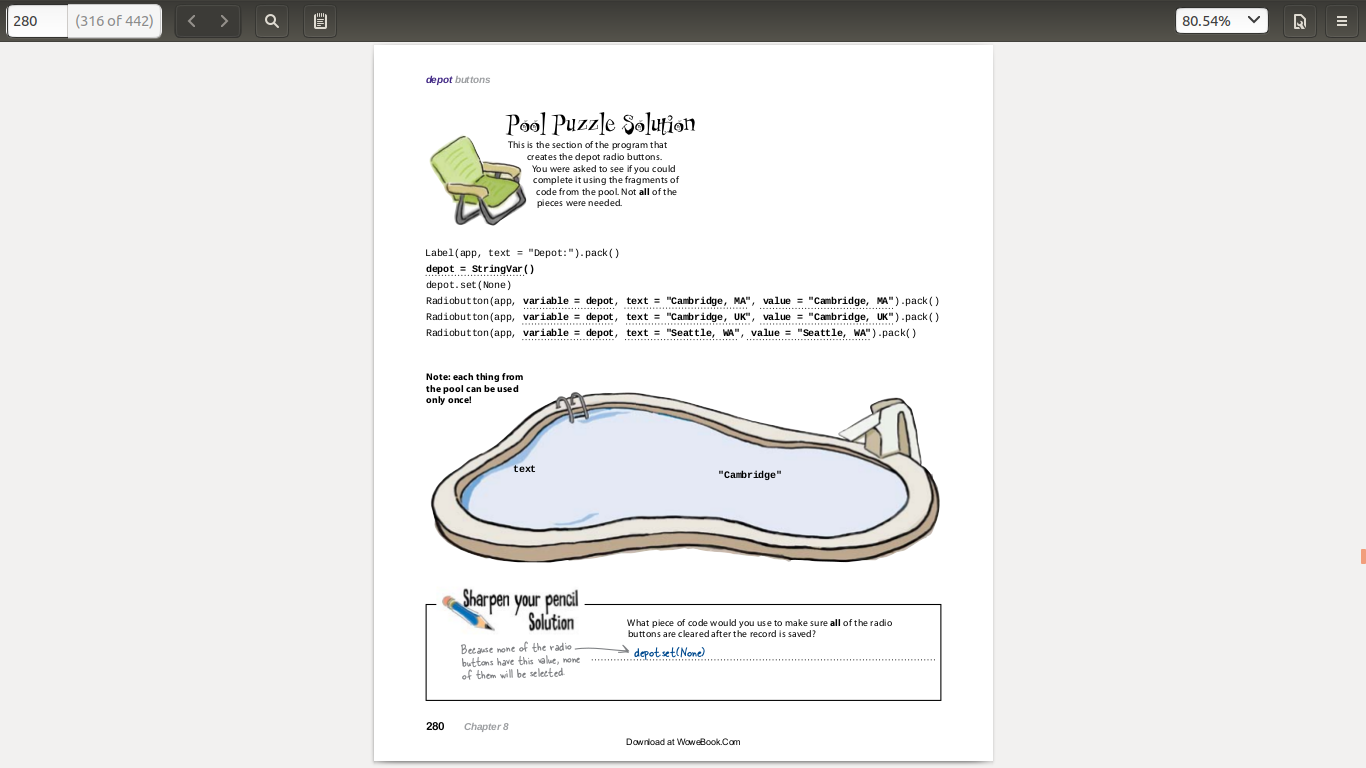 280 (316 of 442) 80.54%
depot buttons
Pool Puzzle Solution
This is the section of the program that
creates the depot radio buttons.
You were asked to see if you could
complete it using the fragments of
code from the pool. Not all of the
pieces were needed.
Label(app, text = "Depot:").pack()
depot = StringVar()
depot.set(None)
Radiobutton(app, variable = depot, text = "Cambridge, MA", value = "Cambridge, MA").pack()
Radiobutton(app, variable = depot, text = "Cambridge, UK", value = "Cambridge, UK").pack()
Radiobutton(app, variable = depot, text = "Seattle, WA", value = "Seattle, WA").pack()
Note: each thing from
the pool can be used
only once!
text
"Cambridge"
Sharpen your pencil
Solution
What piece of code would you use to make sure all of the radio
buttons are cleared after the record is saved?
Because none of the radio
buttons have this value, none
of them will be selected.
depot.set(None)
280 Chapter 8
Download at WoweBook.Com